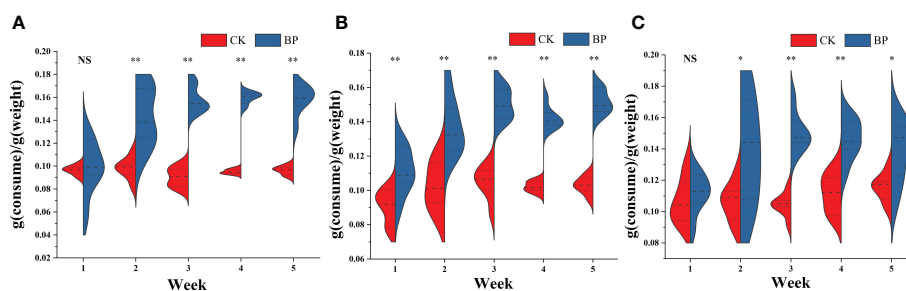 A
CK BP
g(consume)/g(weight)
0.20
0.18
0.16
0.14
0.12
0.10
0.08
0.06
0.04
0.02
NS ** ** ** **
1 2 3 4 5
Week
B
CK BP
g(consume)/g(weight)
0.18
0.16
0.14
0.12
0.10
0.08
0.06
** ** ** ** **
1 2 3 4 5
Week
C
CK BP
g(consume)/g(weight)
0.20
0.18
0.16
0.14
0.12
0.10
0.08
NS * ** ** *
1 2 3 4 5
Week